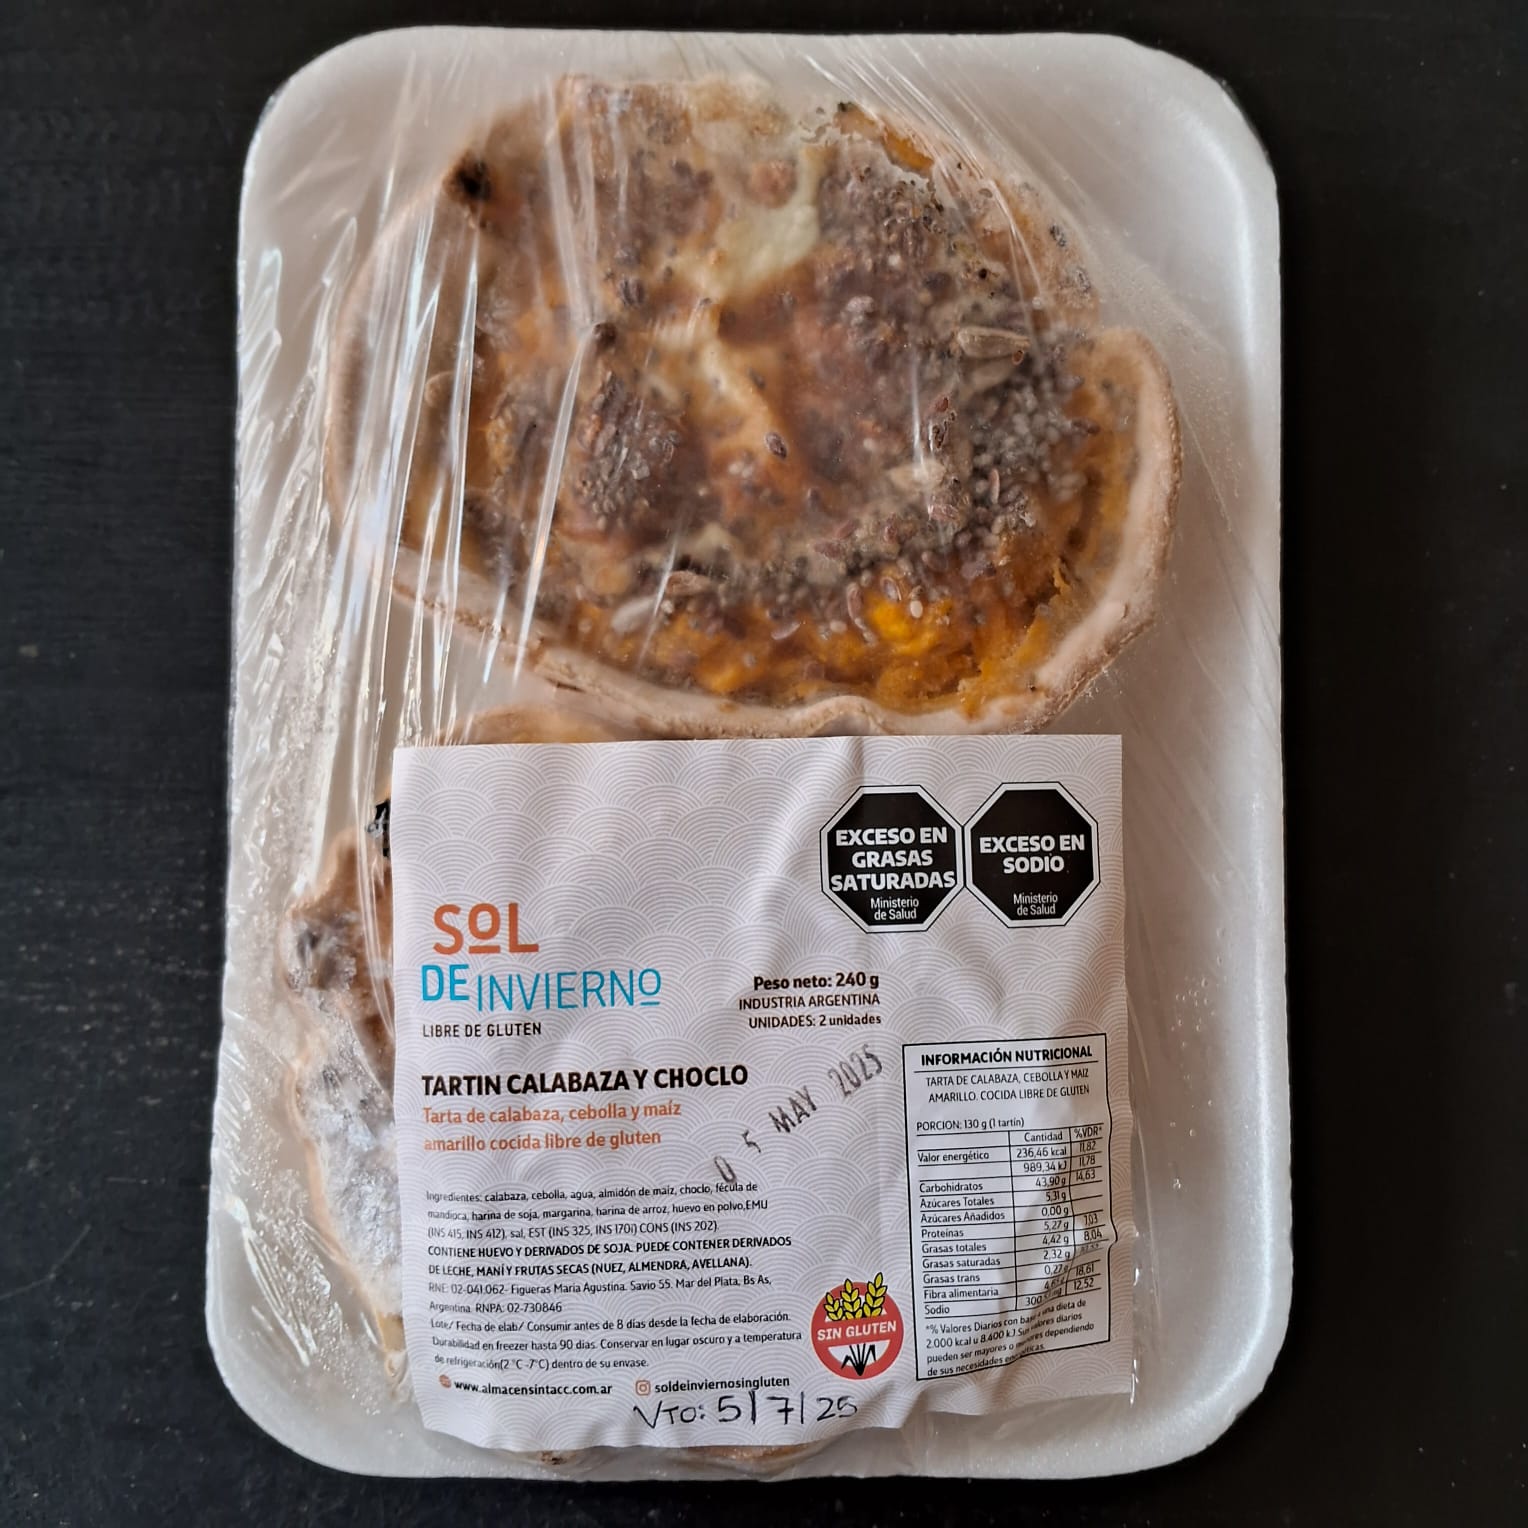 EXCESO EN
GRASAS
SATURADAS
Ministerio
de Salud
EXCESO EN
SODIO
Ministerio
de Salud
SOL
DE INVIERNO
LIBRE DE GLUTEN
Peso neto: 240 g
INDUSTRIA ARGENTINA
UNIDADES: 2 unidades
TARTIN CALABAZA Y CHOCLO
Tarta de calabaza, cebolla y maíz
amarillo cocida libre de gluten
05 MAY 2025
Ingredientes: calabaza, cebolla, agua, almidón de maíz, choclo, fécula de
mandioca, harina de soja, margarina, harina de arroz, huevo en polvo, EMU
(INS 415, INS 412), sal, EST (INS 325, INS 170i) CONS (INS 202).
CONTIENE HUEVO Y DERIVADOS DE SOJA. PUEDE CONTENER DERIVADOS
DE LECHE, MANÍ Y FRUTAS SECAS (NUEZ, ALMENDRA, AVELLANA).
RNE: 02-041.062- Figueras Maria Agustina. Savio 55. Mar del Plata, Bs As,
Argentina. RNPA: 02-730846
Lote/ Fecha de elab/ Consumir antes de 8 días desde la fecha de elaboración.
Durabilidad en freezer hasta 90 días. Conservar en lugar oscuro y a temperatura
de refrigeración(2 °C -7°C) dentro de su envase.
www.almacensintacc.com.ar soldeinviernosingluten
VTO: 5/7/25
SIN GLUTEN
INFORMACIÓN NUTRICIONAL
TARTA DE CALABAZA, CEBOLLA Y MAIZ
AMARILLO. COCIDA LIBRE DE GLUTEN
PORCION: 130 g (1 tartin)
Cantidad %VDR*
Valor energético 236,46 kcal 11,82
989,34 kJ 11,78
Carbohidratos 43,90 g 14,63
Azúcares Totales 5,31 g
Azúcares Añadidos 0,00 g
Proteínas 5,27 g 7,03
Grasas totales 4,42 g 8,04
Grasas saturadas 2,32 g
Grasas trans 0,27
Fibra alimentaria 18,61
Sodio 300 mg 12,52
*% Valores Diarios con base a una dieta de
2.000 kcal u 8.400 kJ. Sus valores diarios
pueden ser mayores o menores dependiendo
de sus necesidades energéticas.